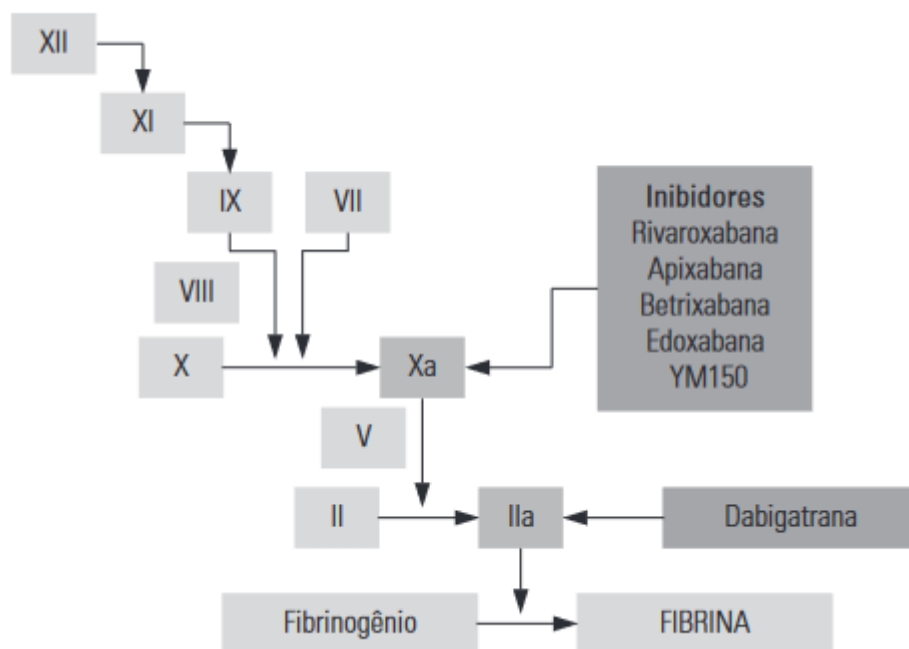 XII
XI
IX
VII
Inibidores
Rivaroxabana
Apixabana
Betrixabana
Edoxabana
YM150
VIII
X
Xa
V
II
IIa
Dabigatrana
Fibrinogênio
FIBRINA